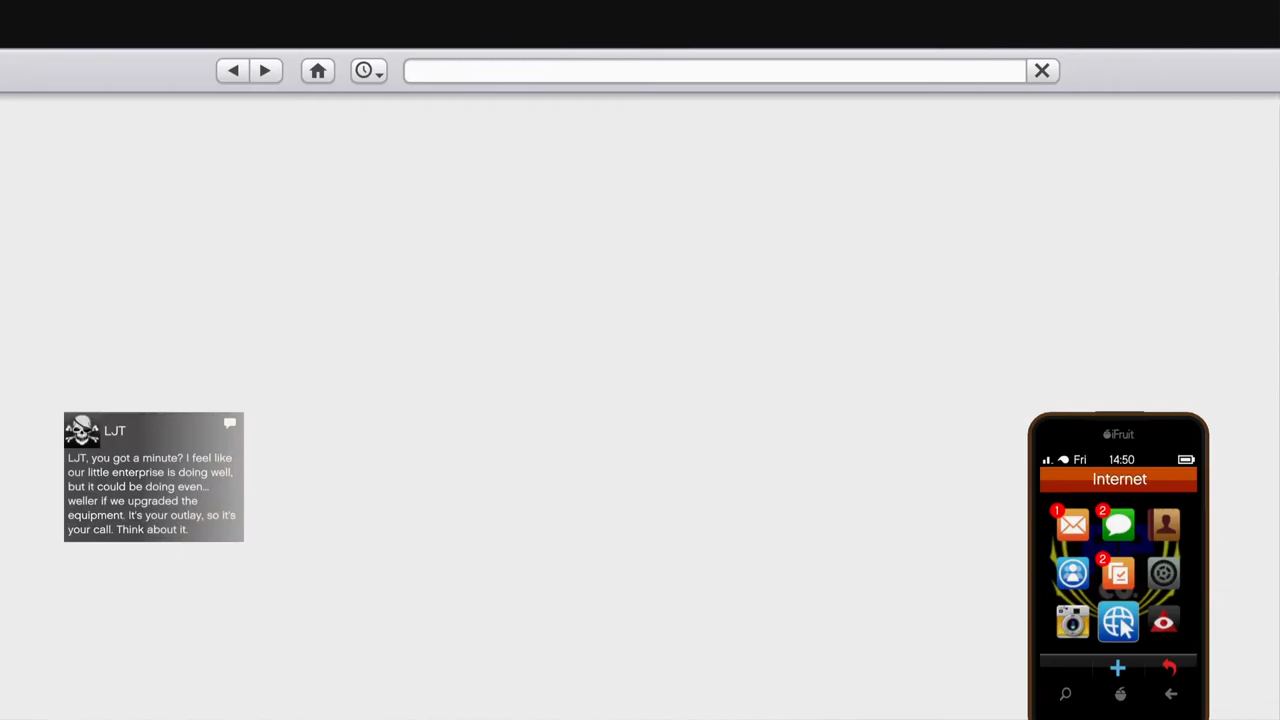 LJT
LJT, you got a minute? I feel like
our little enterprise is doing well,
but it could be doing even...
weller if we upgraded the
equipment. It's your outlay, so it's
your call. Think about it.
iFruit
Fri 14:50
Internet
1
2
2